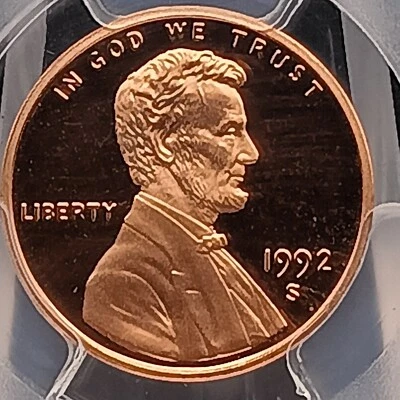 IN GOD WE TRUST
LIBERTY
1992
S